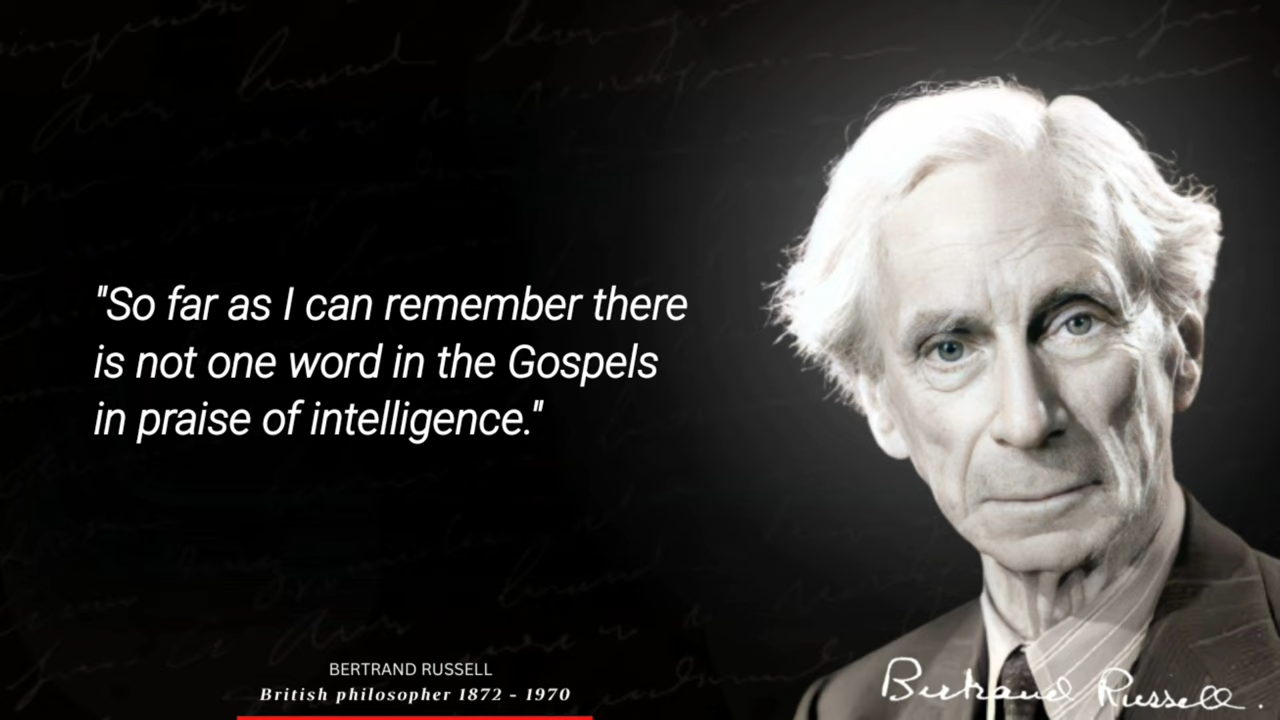 "So far as I can remember there
is not one word in the Gospels
in praise of intelligence."
BERTRAND RUSSELL
British philosopher 1872 - 1970
Bertrand Russell.